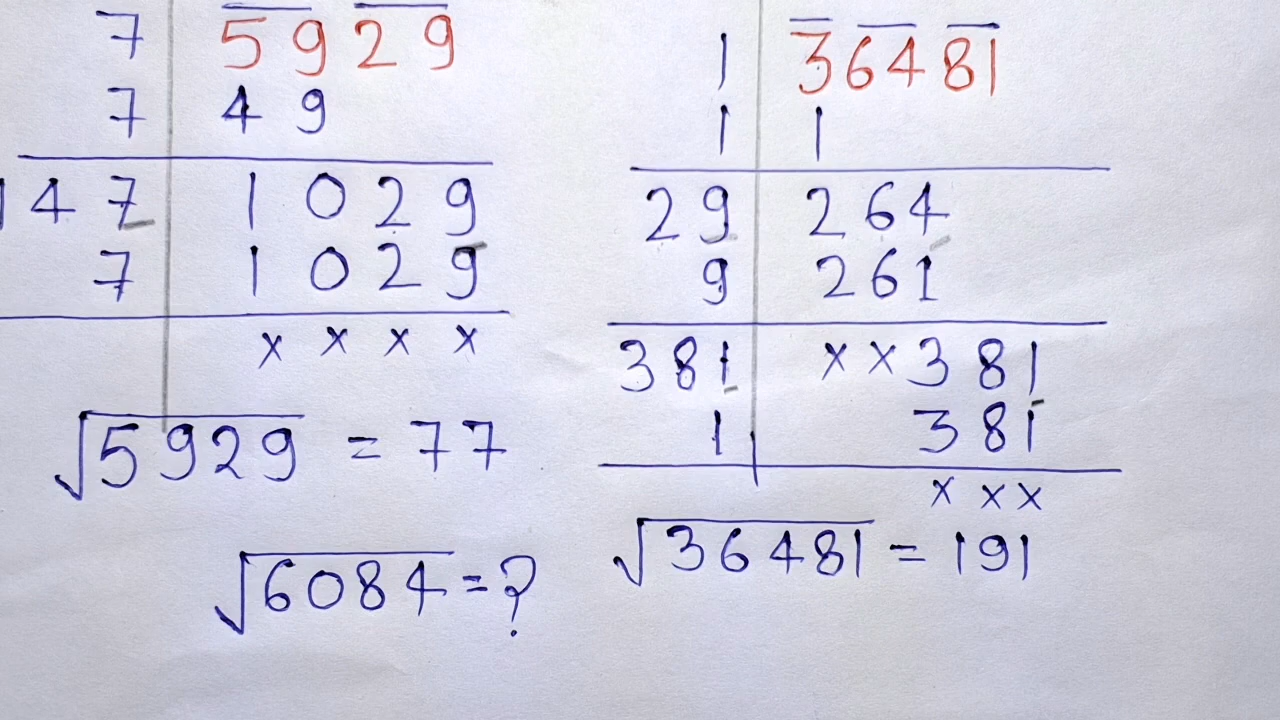 7 5929
7 49
147 1029
7 1029
x x x x
√5929 = 77
√6084 = ?
1 36481
1 1
29 264
9 261
381 x x 381
1 381
x x x
√36481 = 191